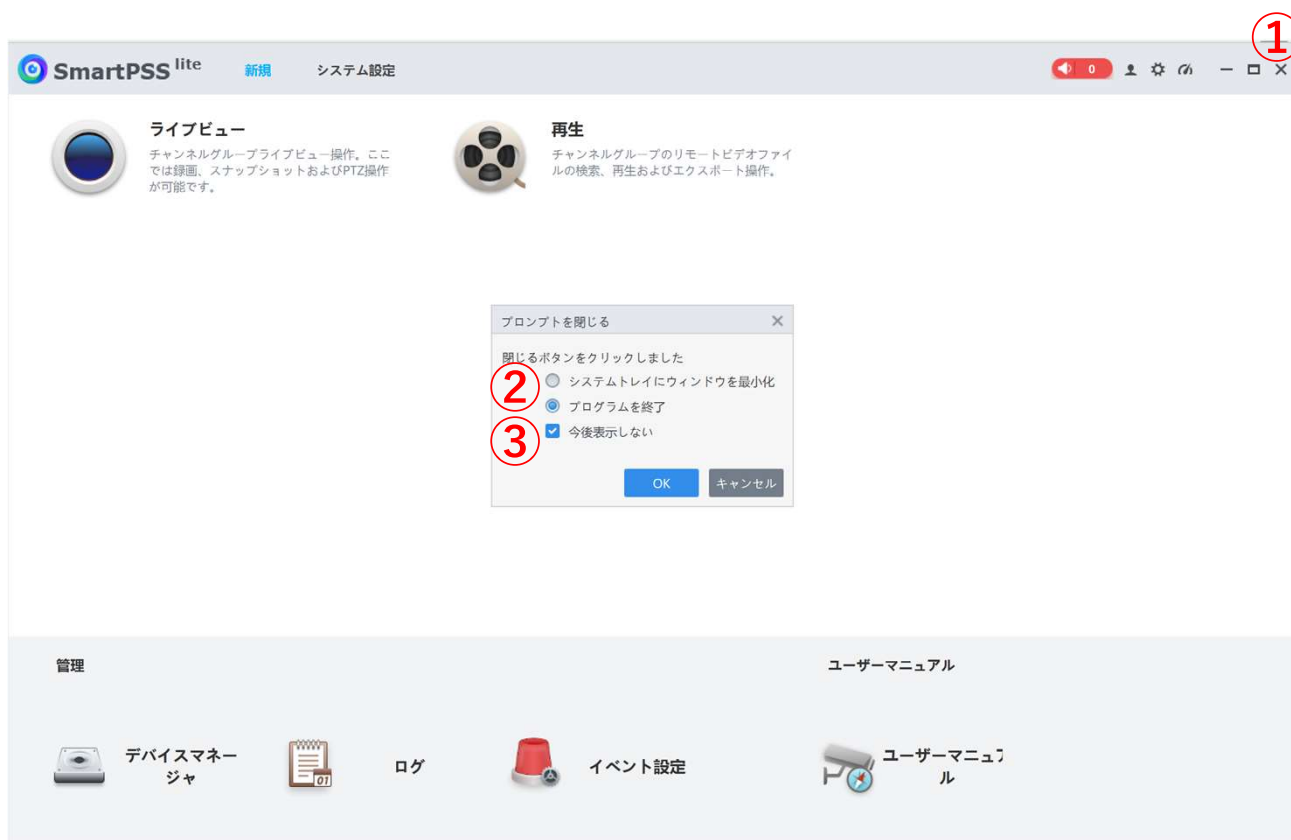 ①
SmartPSS lite 新規 システム設定 0
ライブビュー
チャンネルグループライブビュー操作。ここ
では録画、スナップショットおよびPTZ操作
が可能です。
再生
チャンネルグループのリモートビデオファイ
ルの検索、再生およびエクスポート操作。
プロンプトを閉じる
閉じるボタンをクリックしました
② システムトレイにウィンドウを最小化
プログラムを終了
③ 今後表示しない
OK キャンセル
管理
ユーザーマニュアル
デバイスマネー
ジャ
01
ログ
イベント設定
ユーザーマニュア
ル